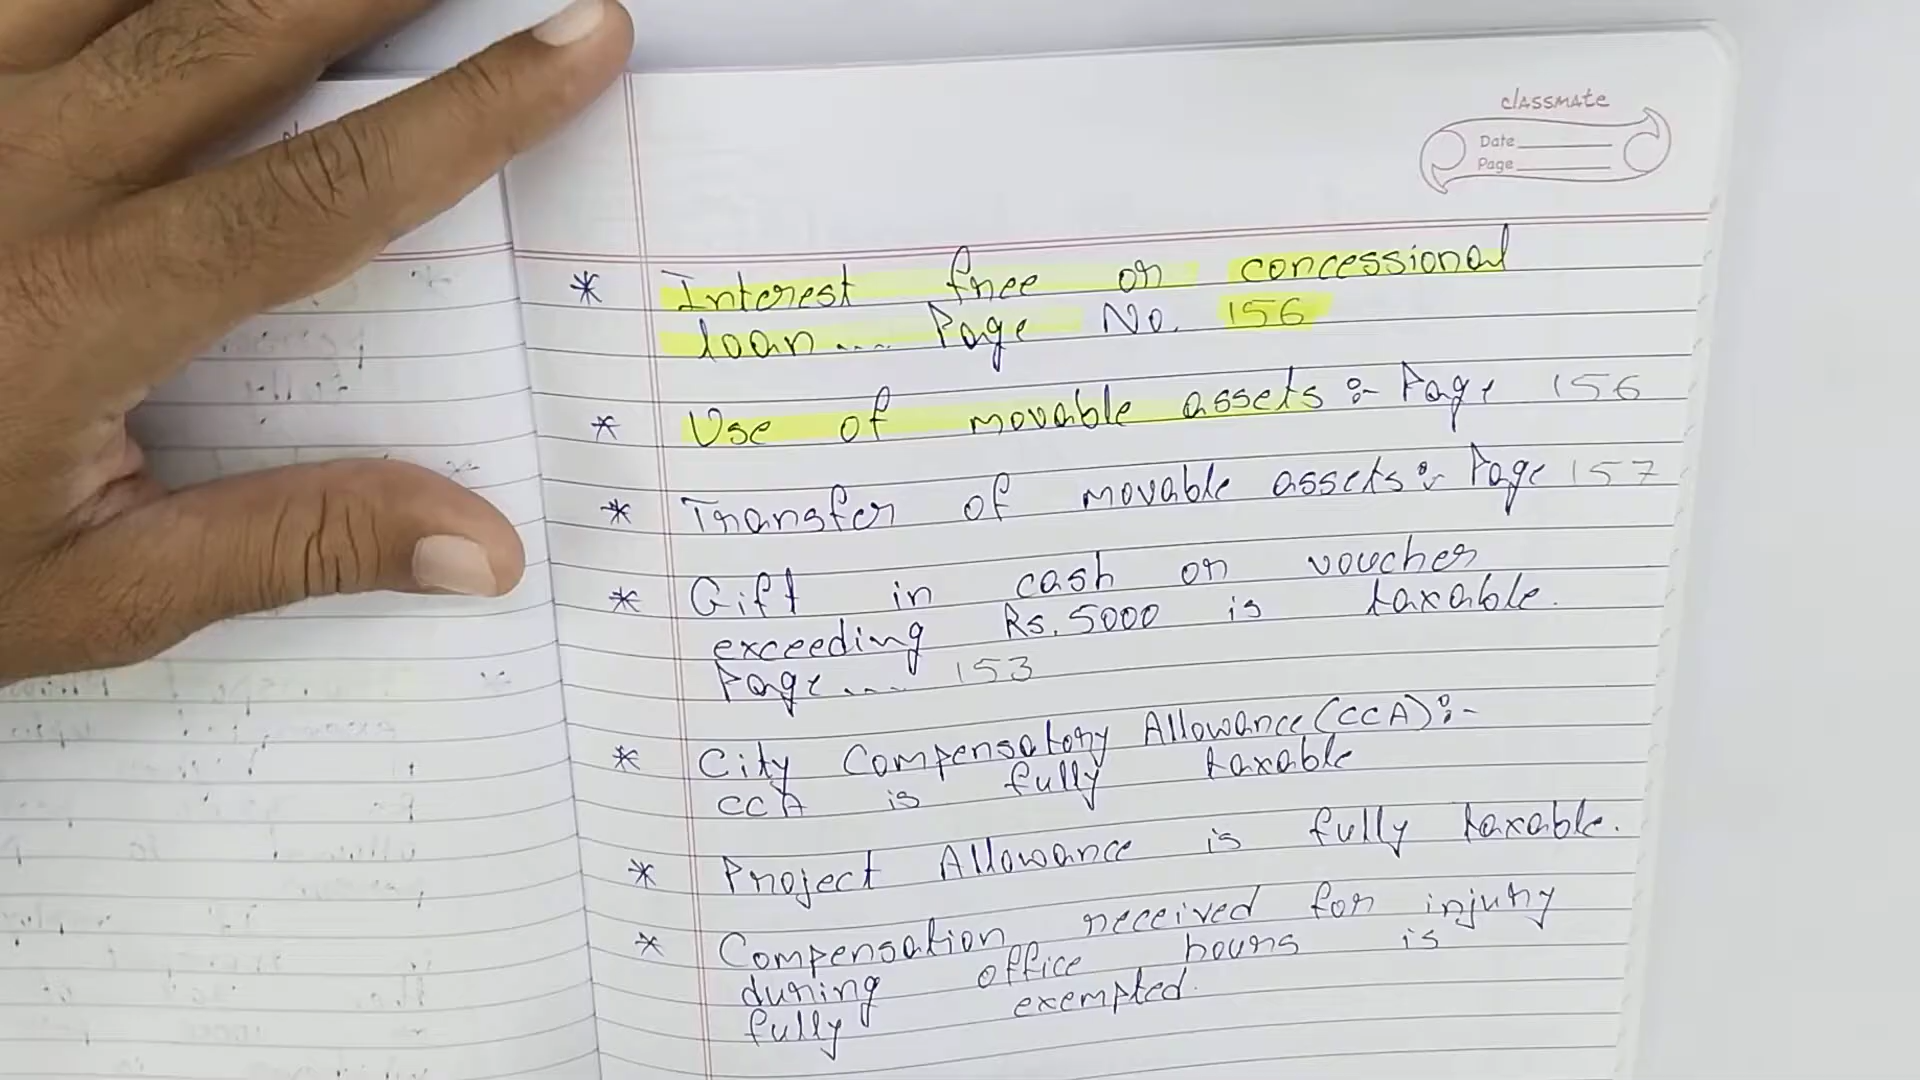 classmate
Date
Page
* Interest free or concessional
loan.... Page No. 156
* Use of movable assets :- Page 156
* Transfer of movable assets :- Page 157
* Gift in cash or voucher
exceeding Rs. 5000 is taxable.
Page.... 153
* City Compensatory Allowance (CCA) :-
CCA is fully taxable
* Project Allowance is fully taxable.
* Compensation received for injury
during office hours is
fully exempted.